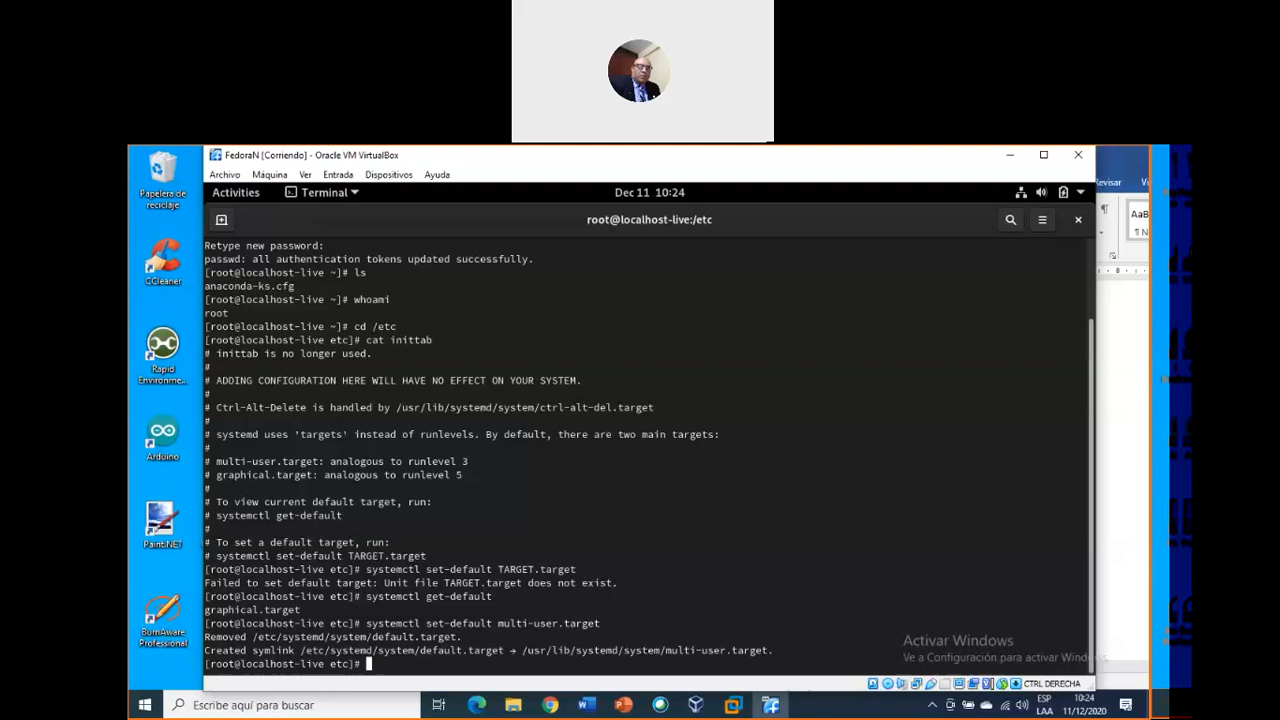 FedoraN [Corriendo] - Oracle VM VirtualBox
Archivo Máquina Ver Entrada Dispositivos Ayuda
Activities Terminal Dec 11 10:24
root@localhost-live:/etc
Retype new password:
passwd: all authentication tokens updated successfully.
[root@localhost-live ~]# ls
anaconda-ks.cfg
[root@localhost-live ~]# whoami
root
[root@localhost-live ~]# cd /etc
[root@localhost-live etc]# cat inittab
# inittab is no longer used.
#
# ADDING CONFIGURATION HERE WILL HAVE NO EFFECT ON YOUR SYSTEM.
#
# Ctrl-Alt-Delete is handled by /usr/lib/systemd/system/ctrl-alt-del.target
#
# systemd uses 'targets' instead of runlevels. By default, there are two main targets:
#
# multi-user.target: analogous to runlevel 3
# graphical.target: analogous to runlevel 5
#
# To view current default target, run:
# systemctl get-default
#
# To set a default target, run:
# systemctl set-default TARGET.target
[root@localhost-live etc]# systemctl set-default TARGET.target
Failed to set default target: Unit file TARGET.target does not exist.
[root@localhost-live etc]# systemctl get-default
graphical.target
[root@localhost-live etc]# systemctl set-default multi-user.target
Removed /etc/systemd/system/default.target.
Created symlink /etc/systemd/system/default.target → /usr/lib/systemd/system/multi-user.target.
[root@localhost-live etc]#
CTRL DERECHA
Papelera de
reciclaje
CCleaner
Rapid
Environme...
Arduino
Paint.NET
BurnAware
Professional
Revisar
AaB
Activar Windows
Ve a Configuración para activar Windows.
Escribe aquí para buscar
ESP
LAA
10:24
11/12/2020